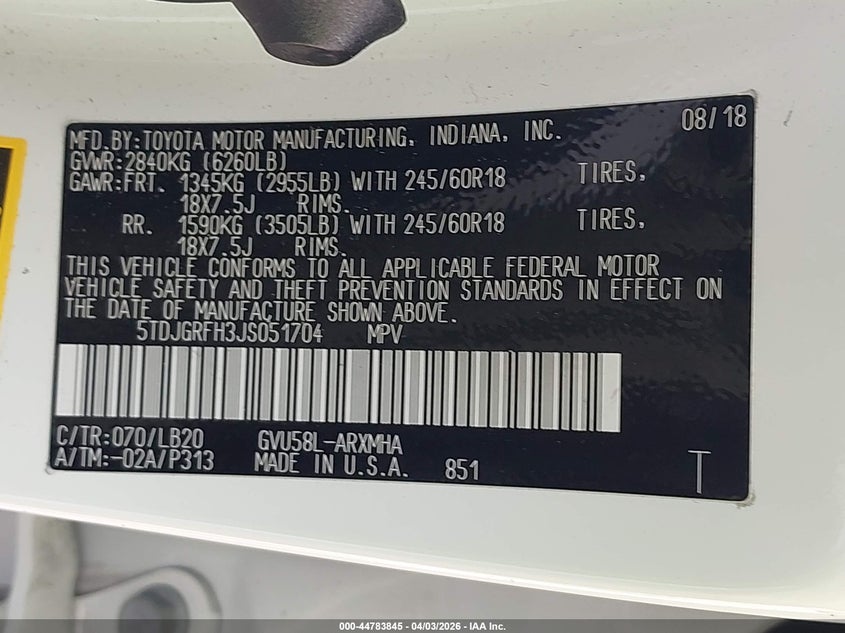 MFD.BY:TOYOTA MOTOR MANUFACTURING, INDIANA, INC. 08/18
GVWR:2840KG (6260LB)
GAWR:FRT. 1345KG (2955LB) WITH 245/60R18 TIRES,
18X7.5J RIMS.
RR. 1590KG (3505LB) WITH 245/60R18 TIRES,
18X7.5J RIMS.
THIS VEHICLE CONFORMS TO ALL APPLICABLE FEDERAL MOTOR
VEHICLE SAFETY AND THEFT PREVENTION STANDARDS IN EFFECT ON
THE DATE OF MANUFACTURE SHOWN ABOVE.
5TDJGRFH3JS051704 MPV
C/TR:070/LB20 GVU58L-ARXMHA
A/TM:-02A/P313 MADE IN U.S.A. 851 T
000-44783845 - 04/03/2026 - IAA Inc.